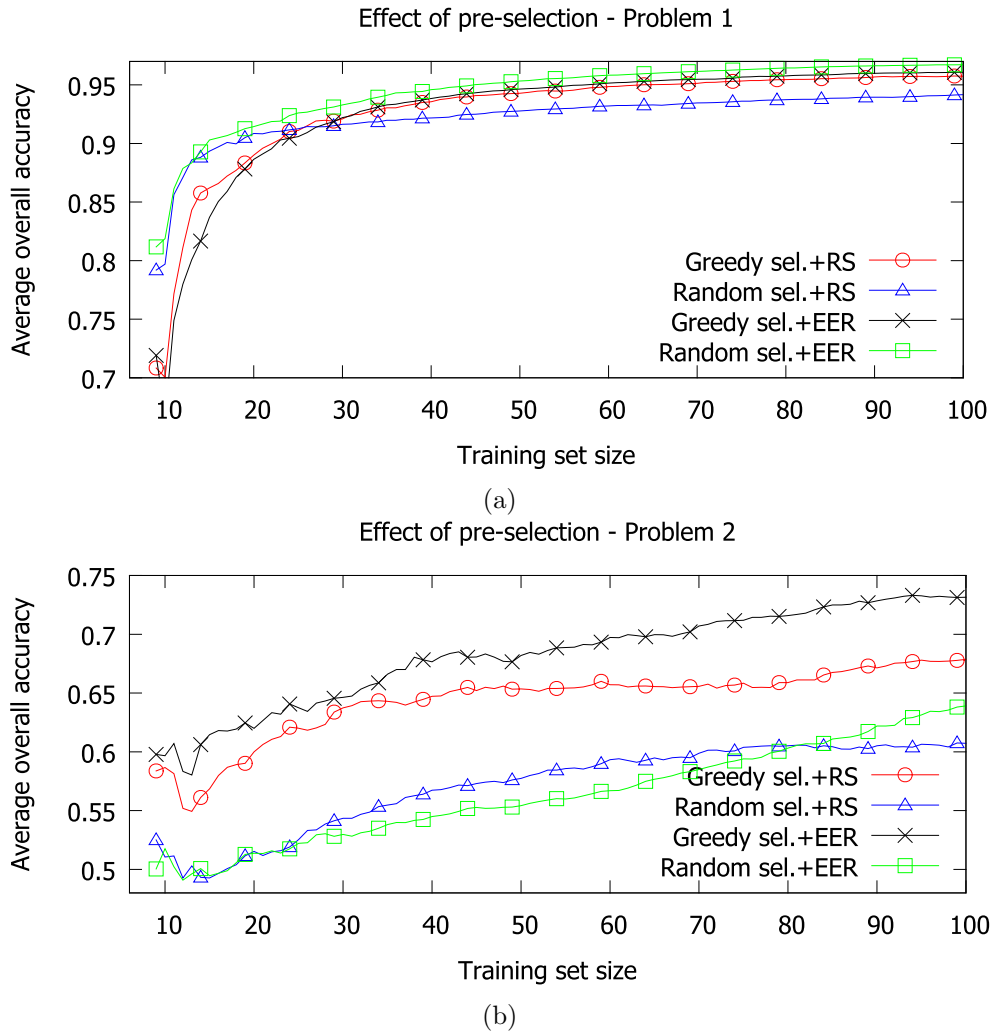 Effect of pre-selection - Problem 1
Average overall accuracy
0.95
0.9
0.85
0.8
0.75
0.7
Greedy sel.+RS
Random sel.+RS
Greedy sel.+EER
Random sel.+EER
10 20 30 40 50 60 70 80 90 100
Training set size
(a)
Effect of pre-selection - Problem 2
Average overall accuracy
0.75
0.7
0.65
0.6
0.55
0.5
Greedy sel.+RS
Random sel.+RS
Greedy sel.+EER
Random sel.+EER
10 20 30 40 50 60 70 80 90 100
Training set size
(b)